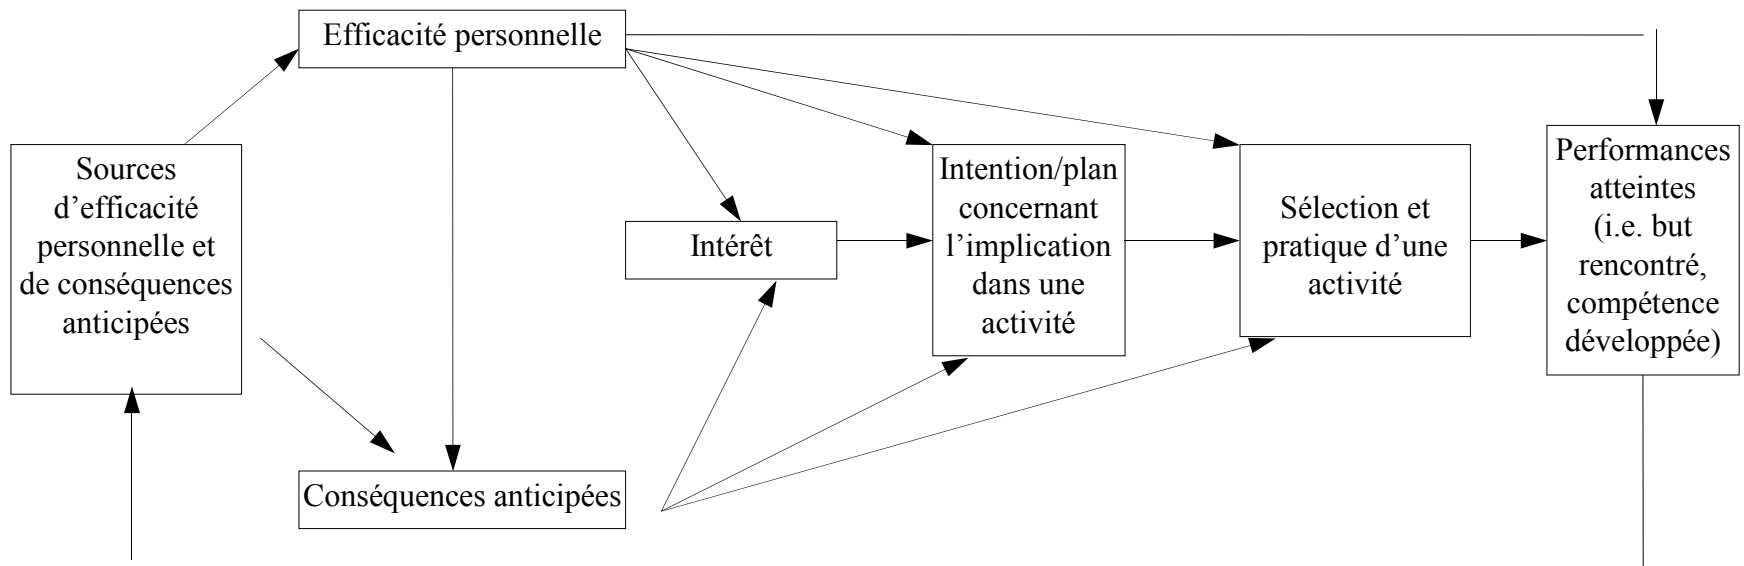 Efficacité personnelle
Sources
d’efficacité
personnelle et
de conséquences
anticipées
Conséquences anticipées
Intérêt
Intention/plan
concernant
l’implication
dans une
activité
Sélection et
pratique d’une
activité
Performances
atteintes
(i.e. but
rencontré,
compétence
développée)